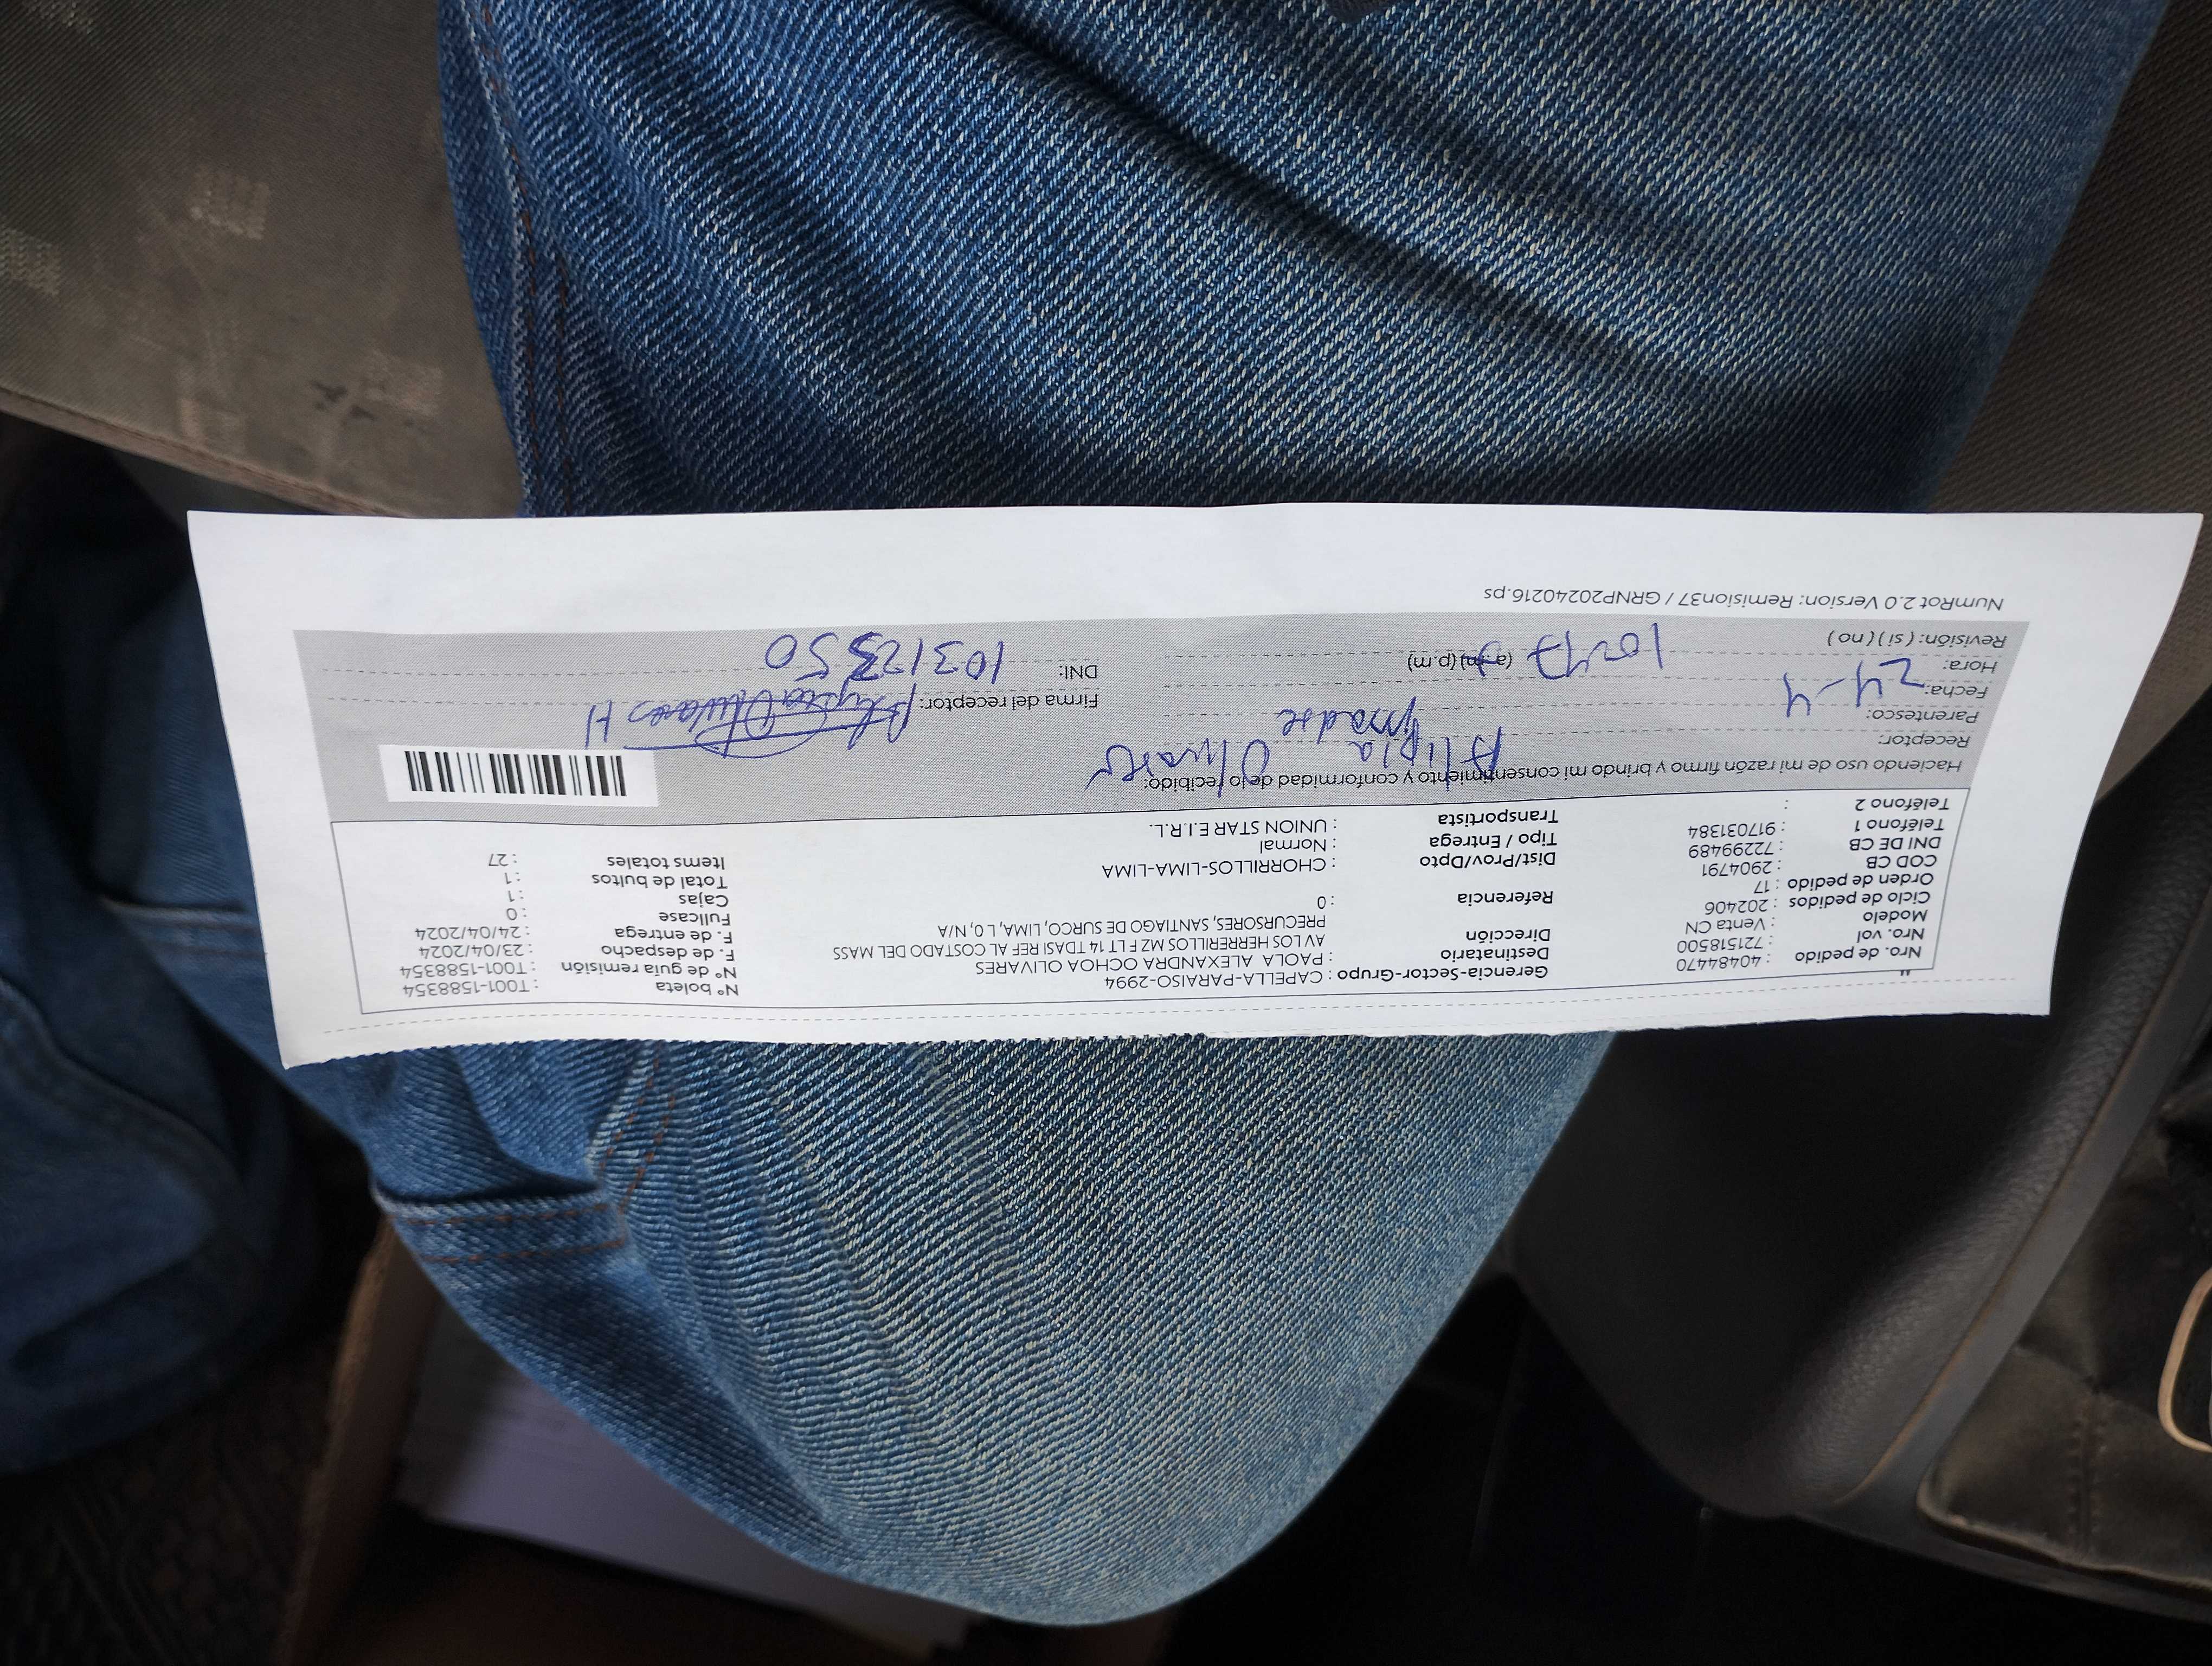 Nro. de pedido : 40484470
Nro. vol : 721518500
Modelo : Venta CN
Ciclo de pedidos : 202406
Orden de pedido : 17
COD CB : 2904791
DNI DE CB : 72299489
Teléfono 1 : 917031384
Teléfono 2 :
Gerencia-Sector-Grupo : CAPELLA-PARAISO-2994
Destinatario : PAOLA ALEXANDRA OCHOA OLIVARES
Dirección AV LOS HERRERILLOS MZ F LT 14 TDASI REF AL COSTADO DEL MASS
PRECURSORES, SANTIAGO DE SURCO, LIMA, L 0, N/A
Referencia : 0
Dist/Prov/Dpto : CHORRILLOS-LIMA-LIMA
Tipo / Entrega : Normal
Transportista : UNION STAR E.I.R.L.
Nº boleta : T001-1588354
Nº de guía remisión : T001-1588354
F. de despacho : 23/04/2024
F. de entrega : 24/04/2024
Fullcase : 0
Cajas : 1
Total de bultos : 1
Items totales : 27
Haciendo uso de mi razón firmo y brindo mi consentimiento y conformidad de lo recibido:
Receptor: Alipia Olivares
Parentesco: madre
Fecha: 24-4
Hora: (a.m) (p.m)
Revisión: ( si ) ( no )
Firma del receptor: Olivares H
DNI:
NumRot 2.0 Version: Remision37 / GRNP20240216.ps